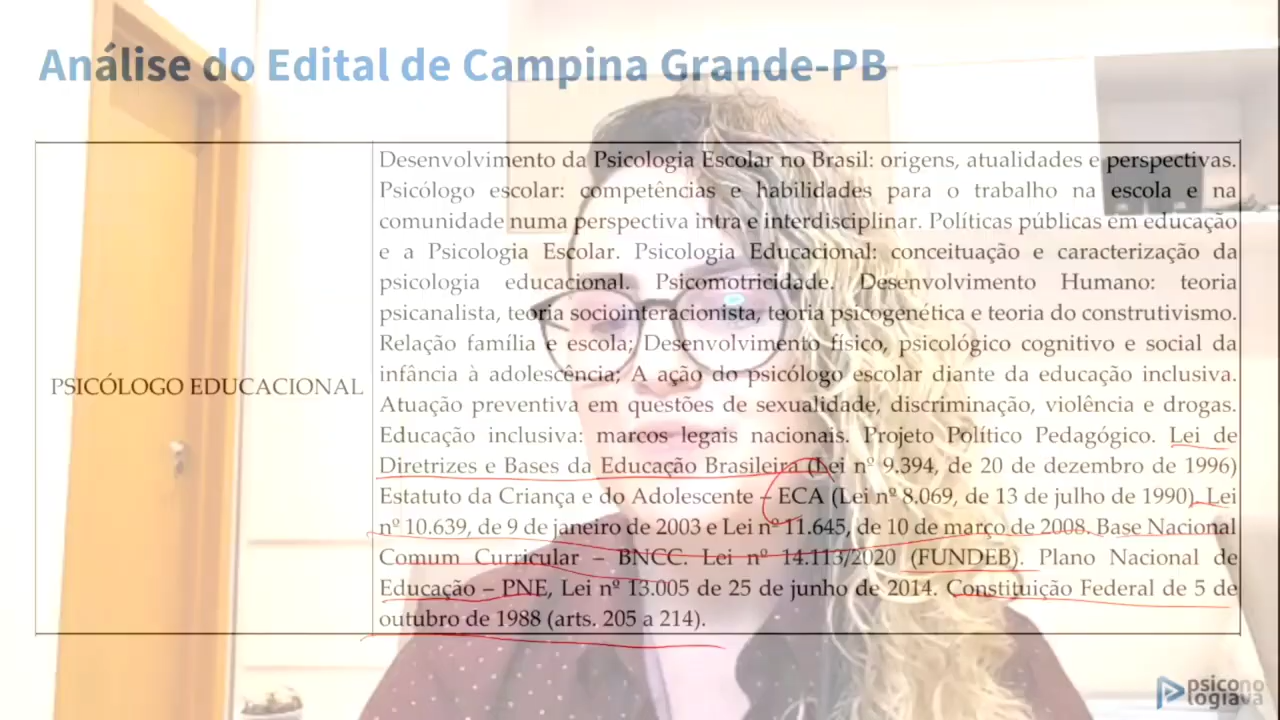 Análise do Edital de Campina Grande-PB
Desenvolvimento da Psicologia Escolar no Brasil: origens, atualidades e perspectivas.
Psicólogo escolar: competências e habilidades para o trabalho na escola e na
comunidade numa perspectiva intra e interdisciplinar. Políticas públicas em educação
e a Psicologia Escolar. Psicologia Educacional: conceituação e caracterização da
psicologia educacional. Psicomotricidade. Desenvolvimento Humano: teoria
psicanalista, teoria sociointeracionista, teoria psicogenética e teoria do construtivismo.
Relação família e escola; Desenvolvimento físico, psicológico cognitivo e social da
infância à adolescência; A ação do psicólogo escolar diante da educação inclusiva.
PSICÓLOGO EDUCACIONAL
Atuação preventiva em questões de sexualidade, discriminação, violência e drogas.
Educação inclusiva: marcos legais nacionais. Projeto Político Pedagógico. Lei de
Diretrizes e Bases da Educação Brasileira (Lei nº 9.394, de 20 de dezembro de 1996)
Estatuto da Criança e do Adolescente – ECA (Lei nº 8.069, de 13 de julho de 1990). Lei
nº 10.639, de 9 de janeiro de 2003 e Lei nº 11.645, de 10 de março de 2008. Base Nacional
Comum Curricular – BNCC. Lei nº 14.113/2020 (FUNDEB). Plano Nacional de
Educação – PNE, Lei nº 13.005 de 25 de junho de 2014. Constituição Federal de 5 de
outubro de 1988 (arts. 205 a 214).
psicono
logiava